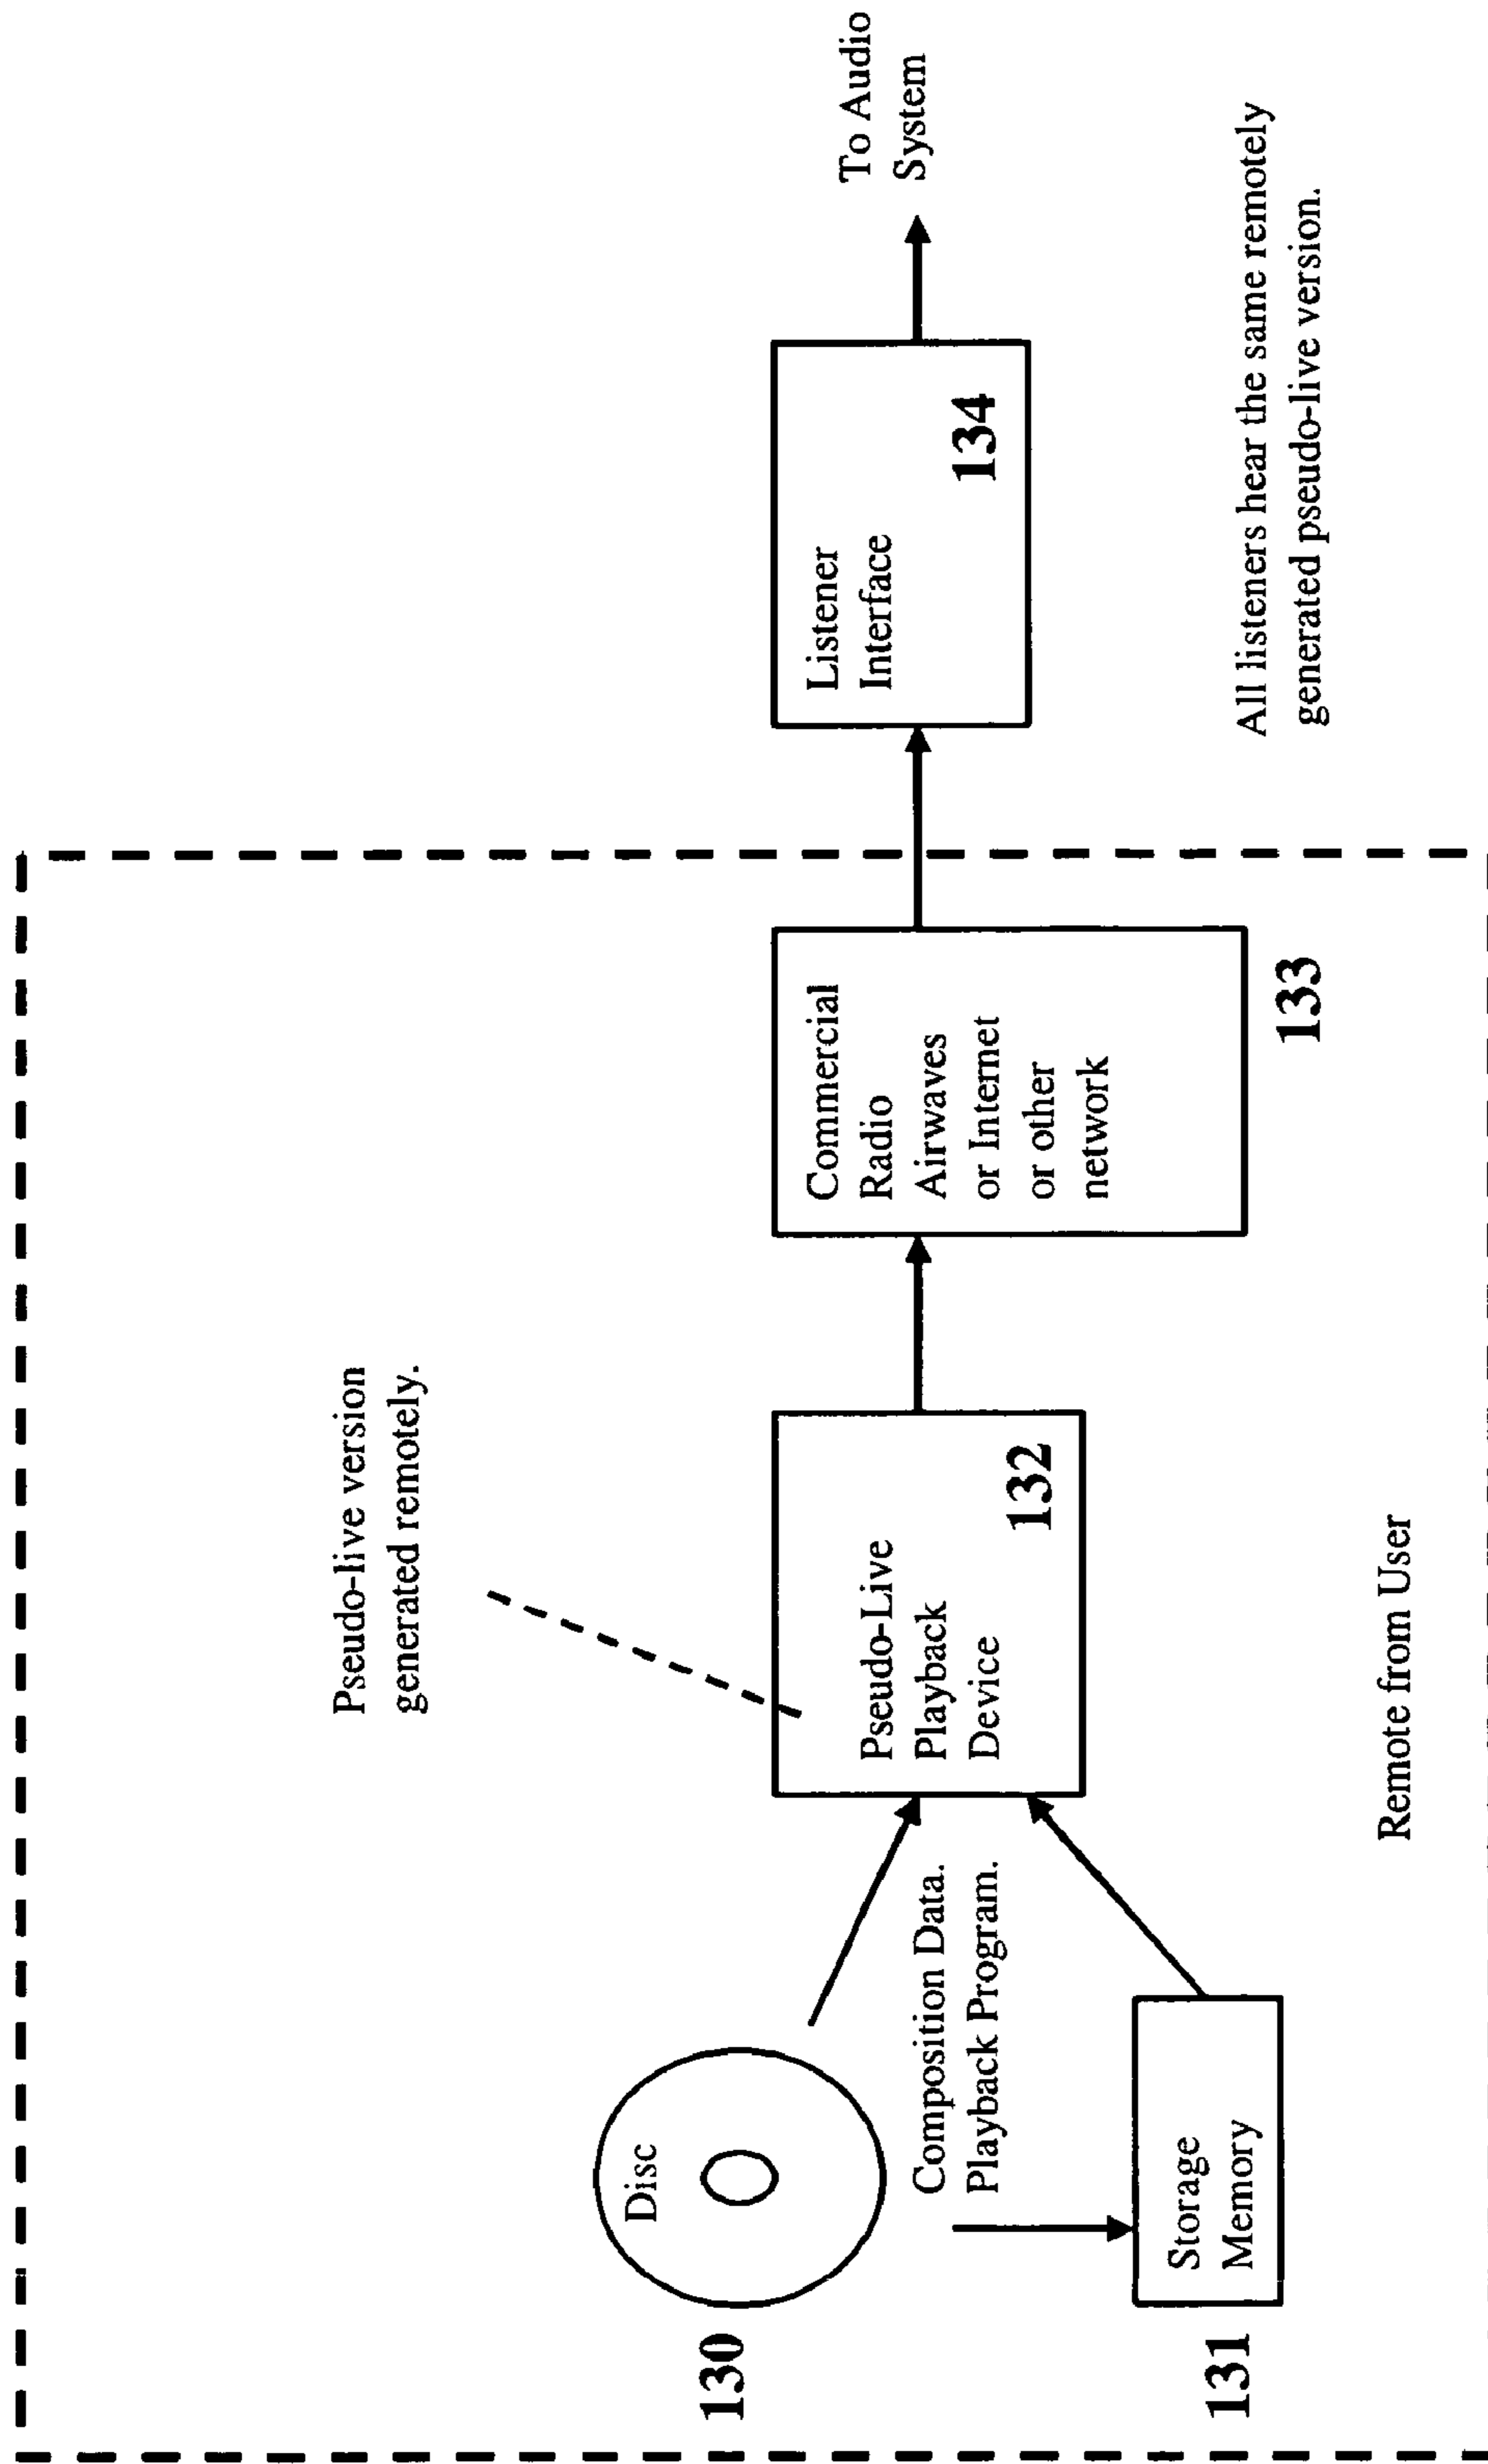 Pseudo-live version
generated remotely.
Disc
130
Composition Data.
Playback Program.
Storage
Memory
131
Pseudo-Live
Playback
Device
132
Commercial
Radio
Airwaves
or Internet
or other
network
133
Listener
Interface
134
To Audio
System
Remote from User
All listeners hear the same remotely
generated pseudo-live version.